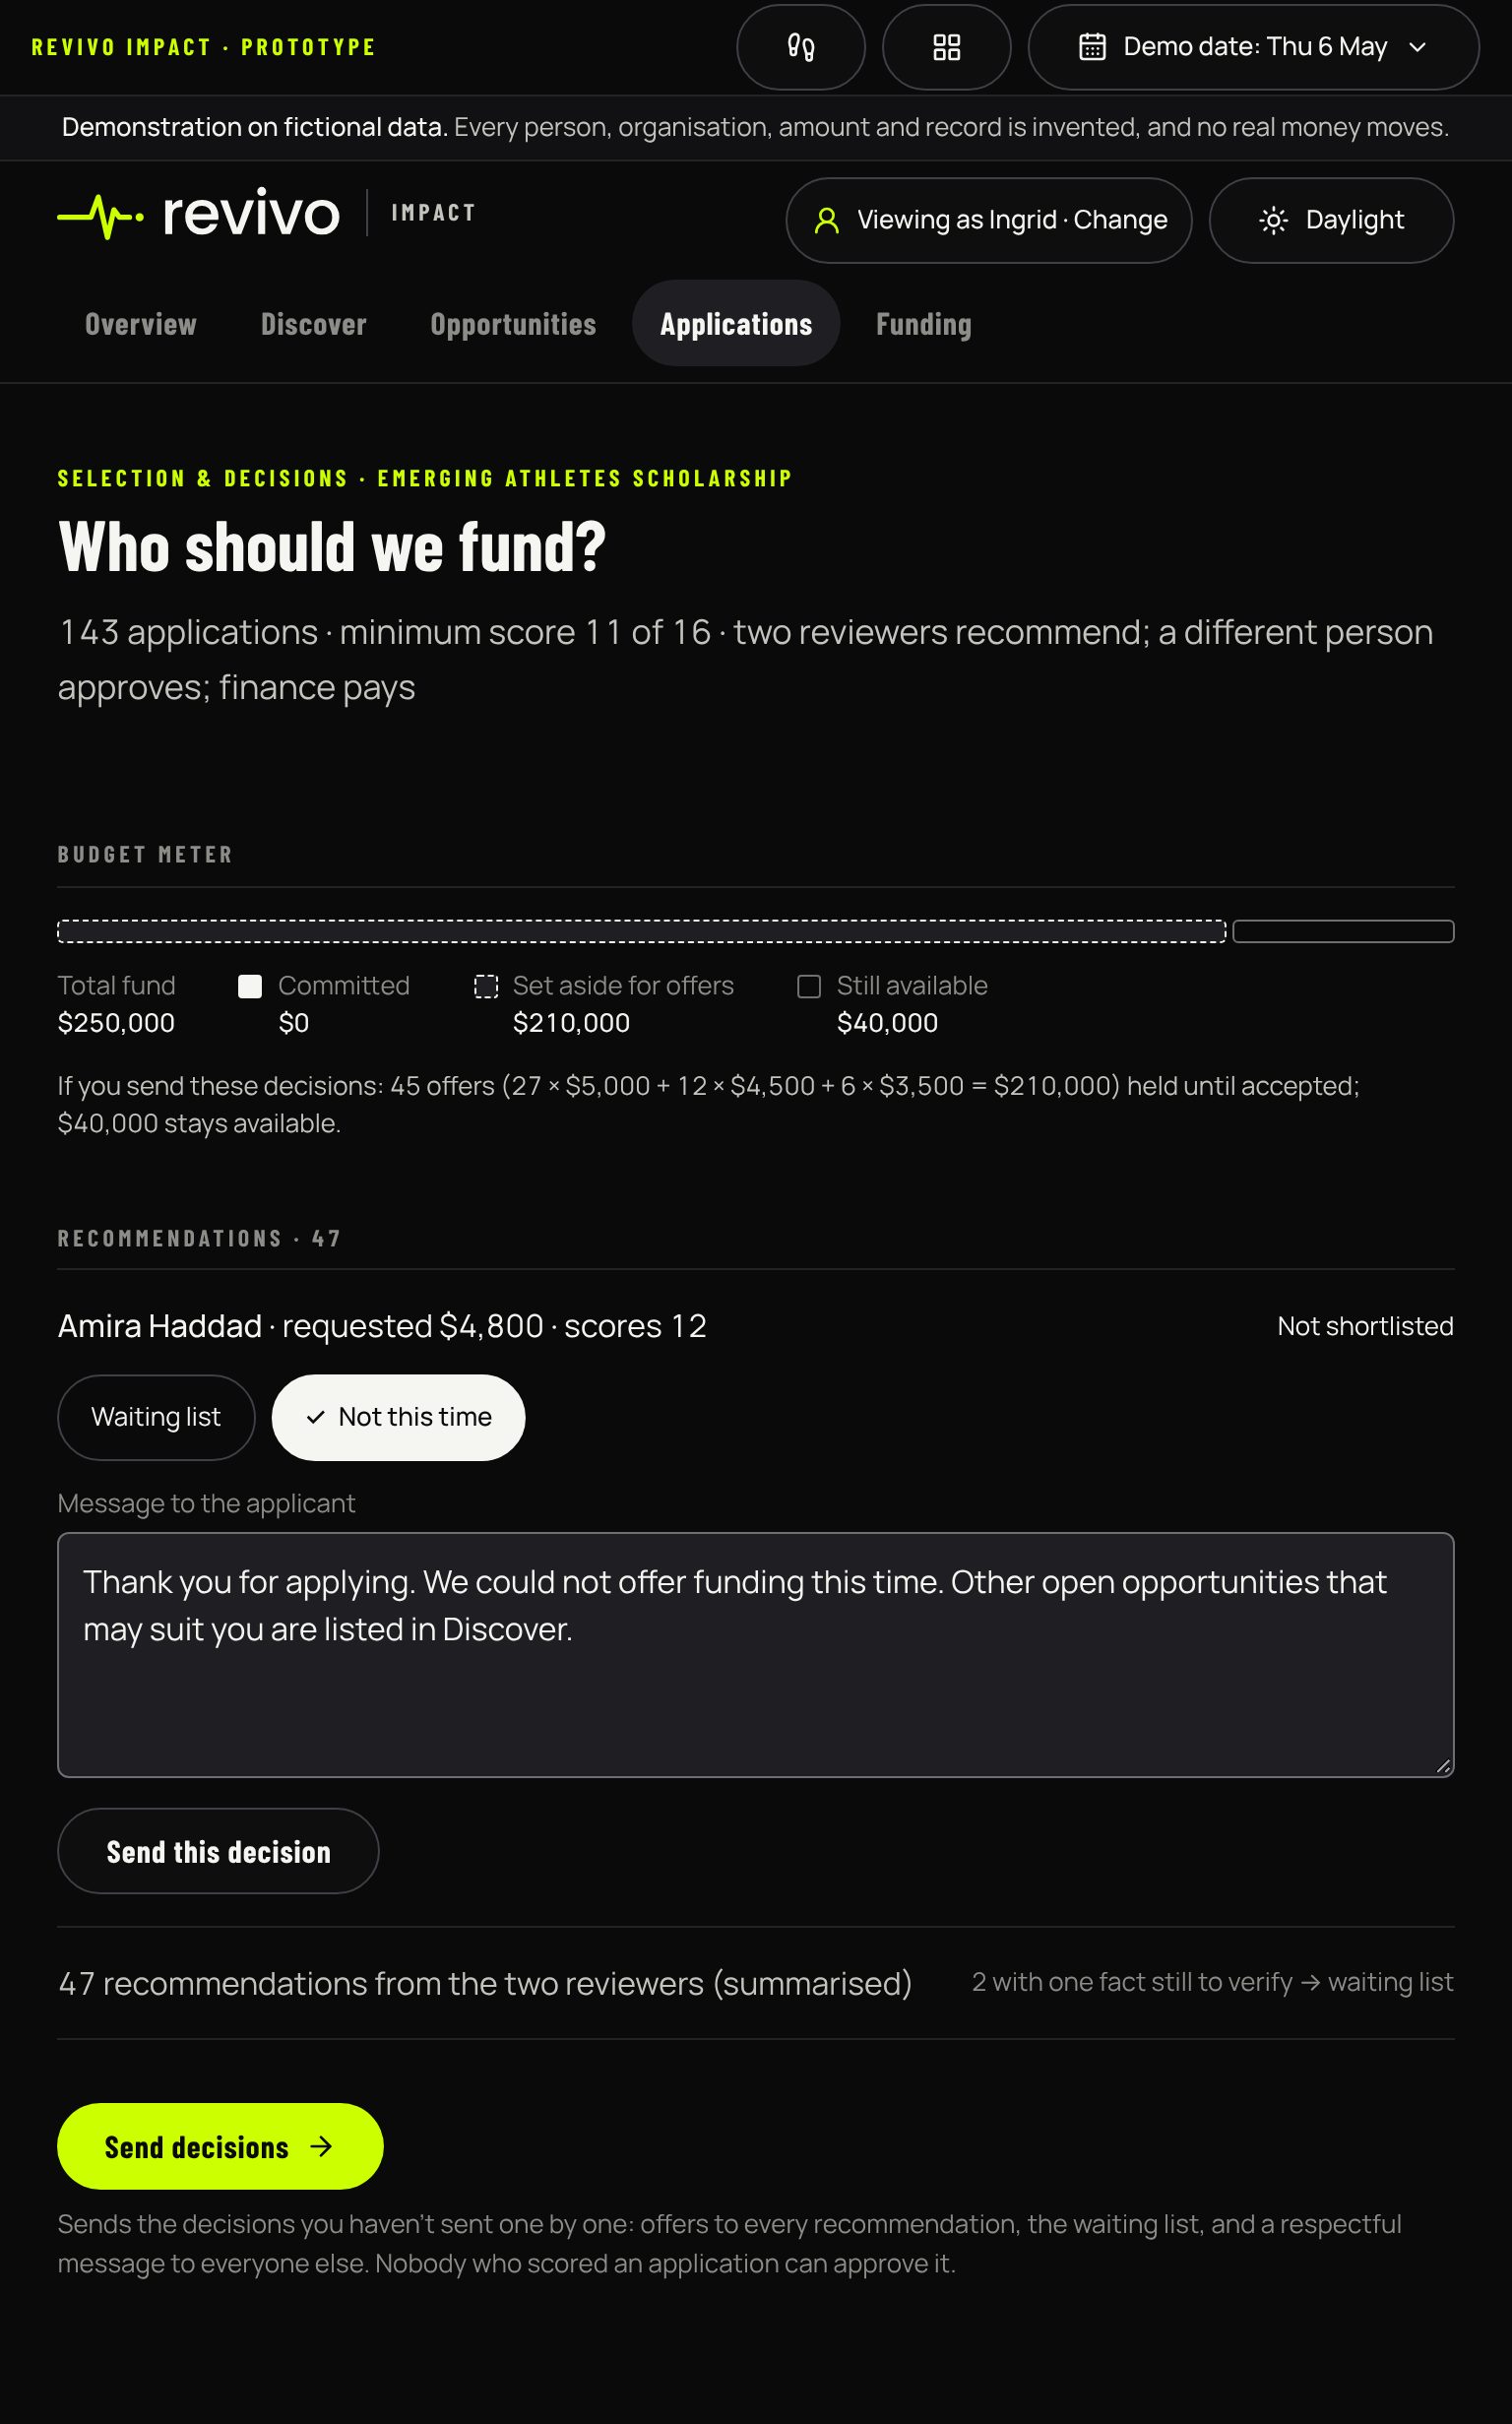 REVIVO IMPACT · PROTOTYPE
Demo date: Thu 6 May
Demonstration on fictional data. Every person, organisation, amount and record is invented, and no real money moves.
revivo
IMPACT
Viewing as Ingrid · Change
Daylight
Overview
Discover
Opportunities
Applications
Funding
SELECTION & DECISIONS · EMERGING ATHLETES SCHOLARSHIP
Who should we fund?
143 applications · minimum score 11 of 16 · two reviewers recommend; a different person
approves; finance pays
BUDGET METER
Total fund
$250,000
Committed
$0
Set aside for offers
$210,000
Still available
$40,000
If you send these decisions: 45 offers (27 × $5,000 + 12 × $4,500 + 6 × $3,500 = $210,000) held until accepted;
$40,000 stays available.
RECOMMENDATIONS · 47
Amira Haddad · requested $4,800 · scores 12
Not shortlisted
Waiting list
Not this time
Message to the applicant
Thank you for applying. We could not offer funding this time. Other open opportunities that
may suit you are listed in Discover.
Send this decision
47 recommendations from the two reviewers (summarised)
2 with one fact still to verify → waiting list
Send decisions →
Sends the decisions you haven’t sent one by one: offers to every recommendation, the waiting list, and a respectful
message to everyone else. Nobody who scored an application can approve it.